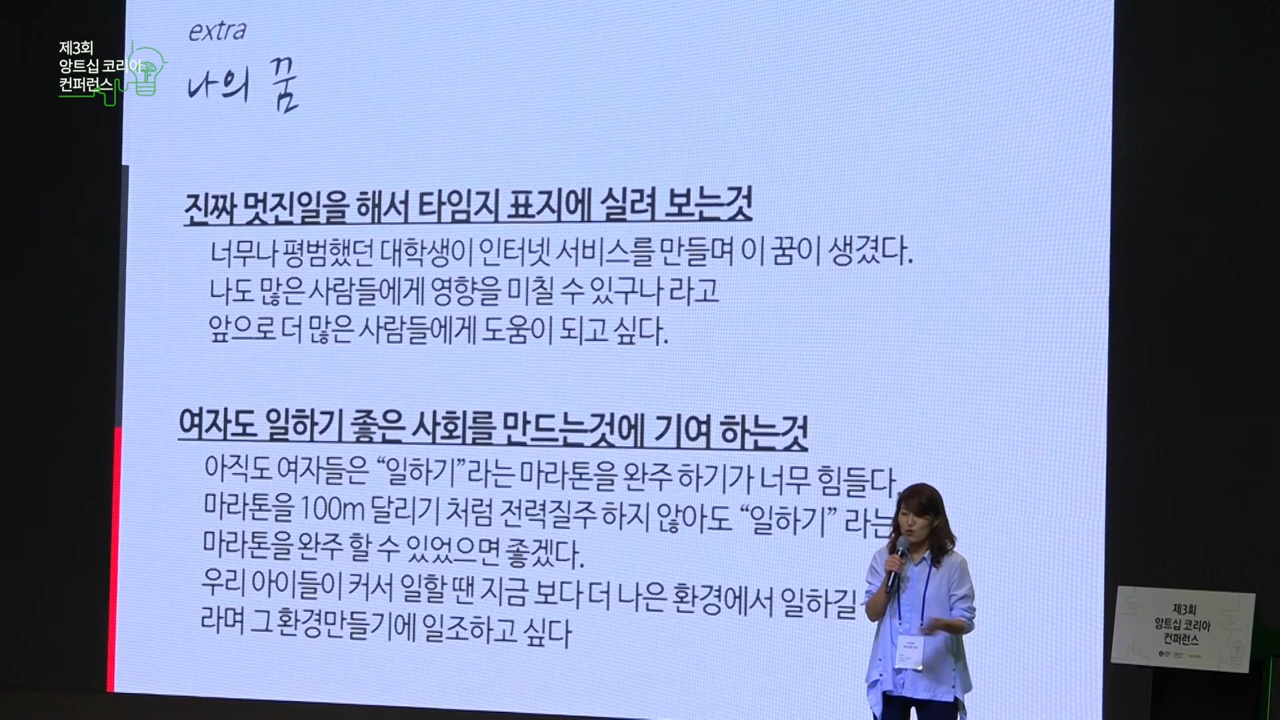 제3회
앙트십 코리아
컨퍼런스
extra
나의 꿈
진짜 멋진일을 해서 타임지 표지에 실려 보는것
너무나 평범했던 대학생이 인터넷 서비스를 만들며 이 꿈이 생겼다.
나도 많은 사람들에게 영향을 미칠 수 있구나 라고
앞으로 더 많은 사람들에게 도움이 되고 싶다.
여자도 일하기 좋은 사회를 만드는것에 기여 하는것
아직도 여자들은 “일하기”라는 마라톤을 완주 하기가 너무 힘들다.
마라톤을 100m 달리기 처럼 전력질주 하지 않아도 “일하기” 라는
마라톤을 완주 할 수 있었으면 좋겠다.
우리 아이들이 커서 일할 땐 지금 보다 더 나은 환경에서 일하길
라며 그 환경만들기에 일조하고 싶다
제3회
앙트십 코리아
컨퍼런스